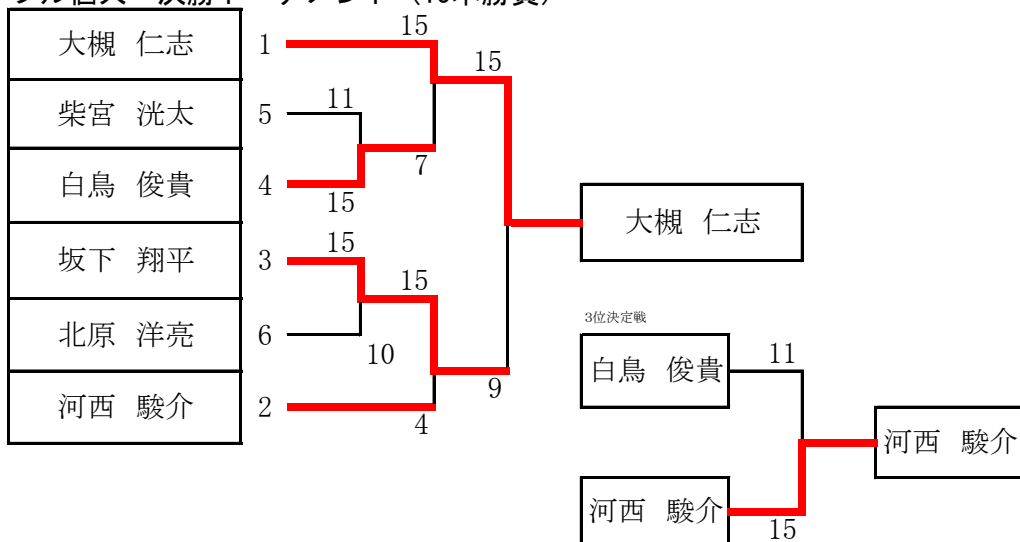 大槻 仁志 1 15 15
柴宮 洸太 5 11
7
白鳥 俊貴 4 15
大槻 仁志
坂下 翔平 3 15 15
3位決定戦
北原 洋亮 6 10
白鳥 俊貴 11
9
河西 駿介 2 4
河西 駿介
河西 駿介 15